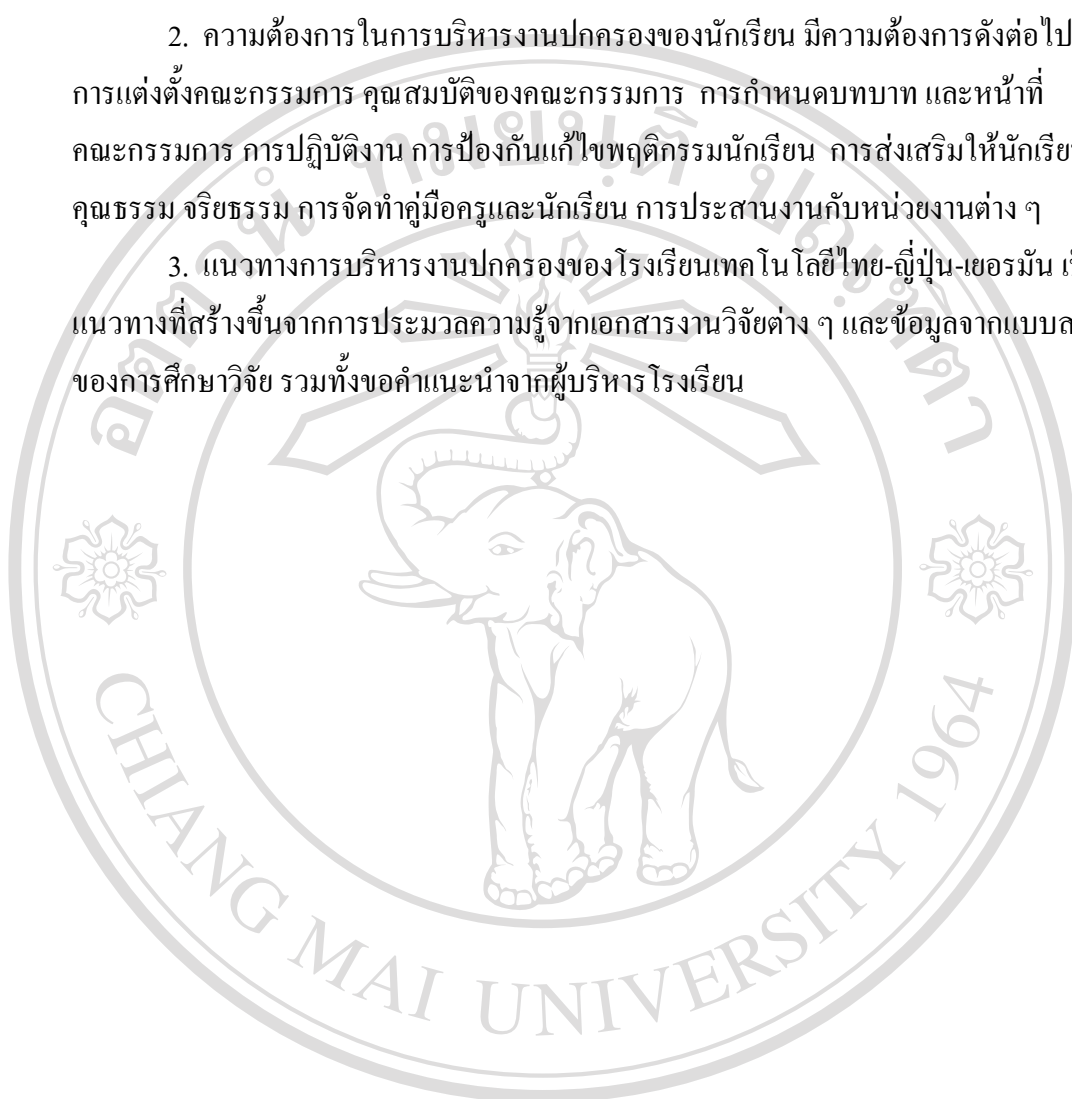 2. ความต้องการในการบริหารงานปกครองของนักเรียน มีความต้องการดังต่อไป
การแต่งตั้งคณะกรรมการ คุณสมบัติของคณะกรรมการ การกำหนดบทบาท และหน้าที่
คณะกรรมการ การปฏิบัติงาน การป้องกันแก้ไขพฤติกรรมนักเรียน การส่งเสริมให้นักเรีย
คุณธรรม จริยธรรม การจัดทำคู่มือครูและนักเรียน การประสานงานกับหน่วยงานต่าง ๆ
3. แนวทางการบริหารงานปกครองของโรงเรียนเทคโนโลยีไทย-ญี่ปุ่น-เยอรมัน
แนวทางที่สร้างขึ้นจากการประมวลความรู้จากเอกสารงานวิจัยต่าง ๆ และข้อมูลจากแบบส
ของการศึกษาวิจัย รวมทั้งขอคำแนะนำจากผู้บริหารโรงเรียน
อตฺตานํ ทมยนฺติ ปณฺฑิตา
CHIANG MAI UNIVERSITY 1964